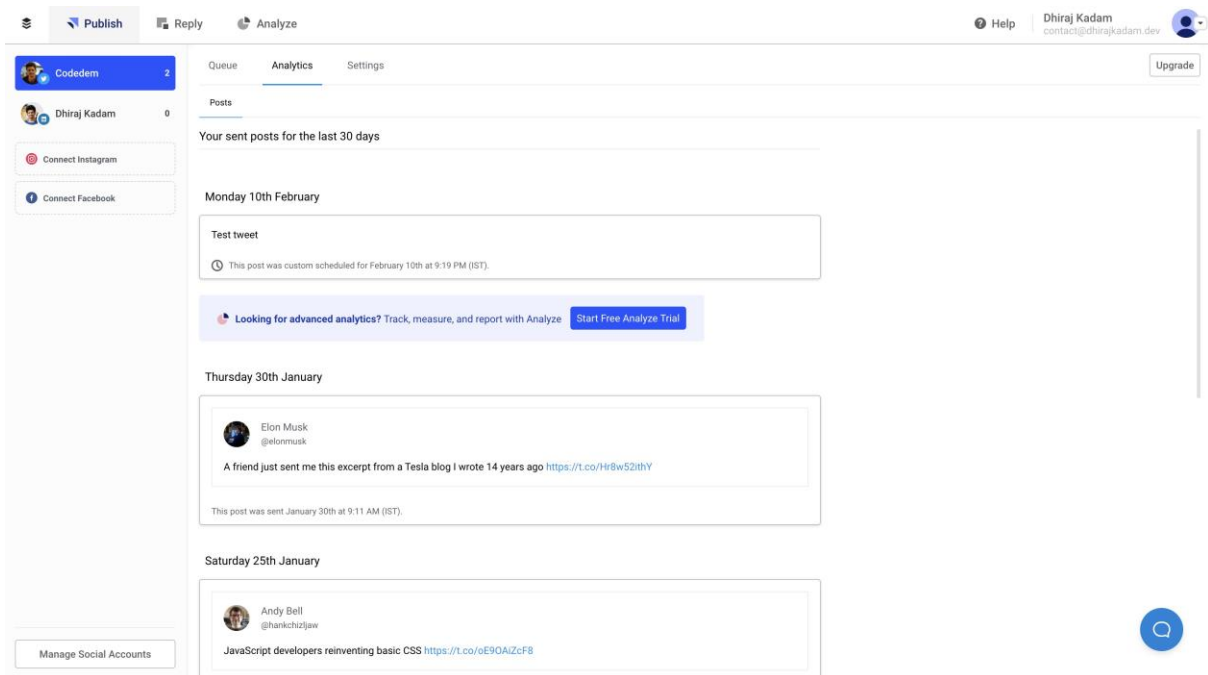 Publish
Reply
Analyze
Help
Dhiraj Kadam
contact@dhirajkadam.dev
Codedem 2
Dhiraj Kadam 0
Connect Instagram
Connect Facebook
Manage Social Accounts
Queue Analytics Settings
Upgrade
Posts
Your sent posts for the last 30 days
Monday 10th February
Test tweet
This post was custom scheduled for February 10th at 9:19 PM (IST).
Looking for advanced analytics? Track, measure, and report with Analyze Start Free Analyze Trial
Thursday 30th January
Elon Musk
@elonmusk
A friend just sent me this excerpt from a Tesla blog I wrote 14 years ago https://t.co/Hr8w52ithY
This post was sent January 30th at 9:11 AM (IST).
Saturday 25th January
Andy Bell
@hankchizljaw
JavaScript developers reinventing basic CSS https://t.co/oE9OAiZcF8